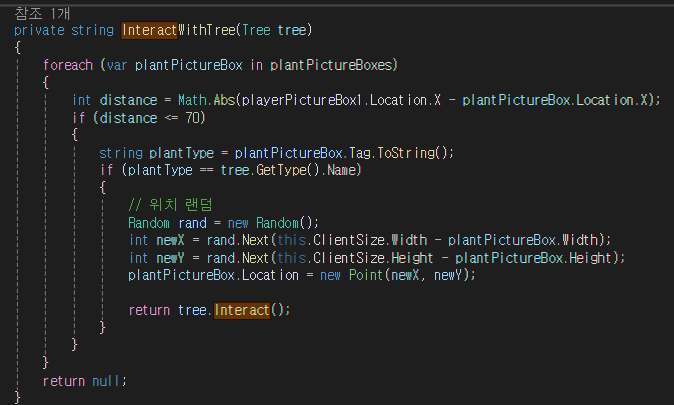 참조 1개
private string InteractWithTree(Tree tree)
{
foreach (var plantPictureBox in plantPictureBoxes)
{
int distance = Math.Abs(playerPictureBox1.Location.X - plantPictureBox.Location.X);
if (distance <= 70)
{
string plantType = plantPictureBox.Tag.ToString();
if (plantType == tree.GetType().Name)
{
// 위치 랜덤
Random rand = new Random();
int newX = rand.Next(this.ClientSize.Width - plantPictureBox.Width);
int newY = rand.Next(this.ClientSize.Height - plantPictureBox.Height);
plantPictureBox.Location = new Point(newX, newY);
return tree.Interact();
}
}
}
return null;
}